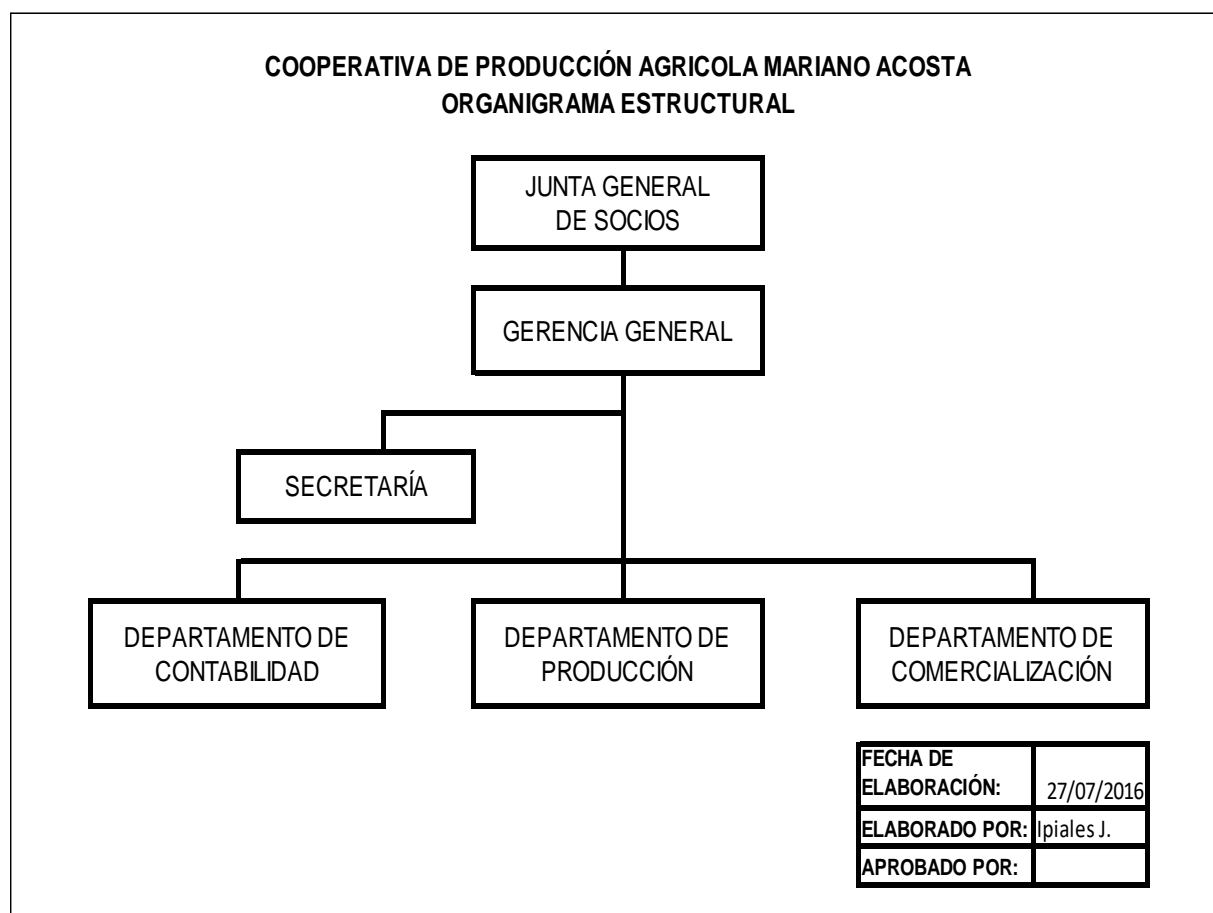 COOPERATIVA DE PRODUCCIÓN AGRICOLA MARIANO ACOSTA
ORGANIGRAMA ESTRUCTURAL
JUNTA GENERAL
DE SOCIOS
GERENCIA GENERAL
SECRETARÍA
DEPARTAMENTO DE
CONTABILIDAD
DEPARTAMENTO DE
PRODUCCIÓN
DEPARTAMENTO DE
COMERCIALIZACIÓN
FECHA DE
ELABORACIÓN: 27/07/2016
ELABORADO POR: Ipiales J.
APROBADO POR: